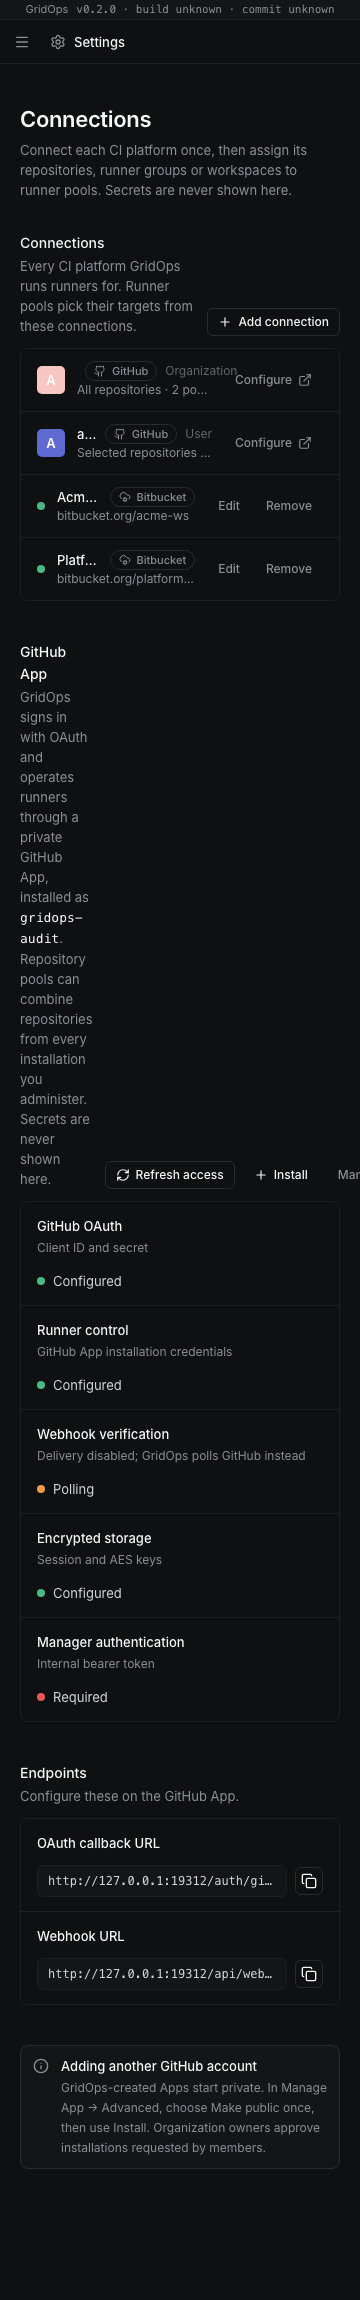 GridOps v0.2.0 · build unknown · commit unknown
Settings
Connections
Connect each CI platform once, then assign its
repositories, runner groups or workspaces to
runner pools. Secrets are never shown here.
Connections
Every CI platform GridOps
runs runners for. Runner
pools pick their targets from
these connections.
Add connection
A
GitHub
Organization
All repositories · 2 po...
Configure
A
a...
GitHub
User
Selected repositories ...
Configure
Acm...
Bitbucket
bitbucket.org/acme-ws
Edit
Remove
Platf...
Bitbucket
bitbucket.org/platform...
Edit
Remove
GitHub
App
GridOps
signs in
with OAuth
and
operates
runners
through a
private
GitHub
App,
installed as
gridops-
audit.
Repository
pools can
combine
repositories
from every
installation
you
administer.
Secrets are
never
shown
here.
Refresh access
Install
Mar
GitHub OAuth
Client ID and secret
Configured
Runner control
GitHub App installation credentials
Configured
Webhook verification
Delivery disabled; GridOps polls GitHub instead
Polling
Encrypted storage
Session and AES keys
Configured
Manager authentication
Internal bearer token
Required
Endpoints
Configure these on the GitHub App.
OAuth callback URL
http://127.0.0.1:19312/auth/gi...
Webhook URL
http://127.0.0.1:19312/api/web...
Adding another GitHub account
GridOps-created Apps start private. In Manage
App → Advanced, choose Make public once,
then use Install. Organization owners approve
installations requested by members.